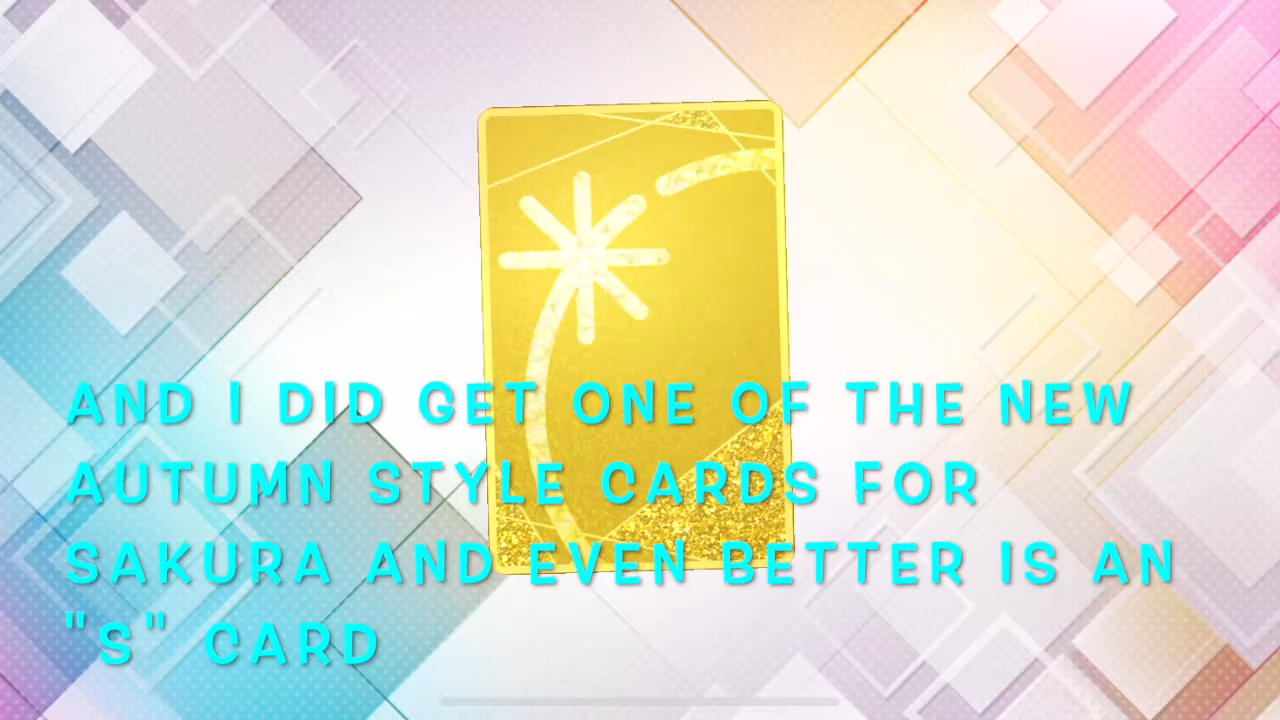 AND I DID GET ONE OF THE NEW
AUTUMN STYLE CARDS FOR
SAKURA AND EVEN BETTER IS AN
"S" CARD